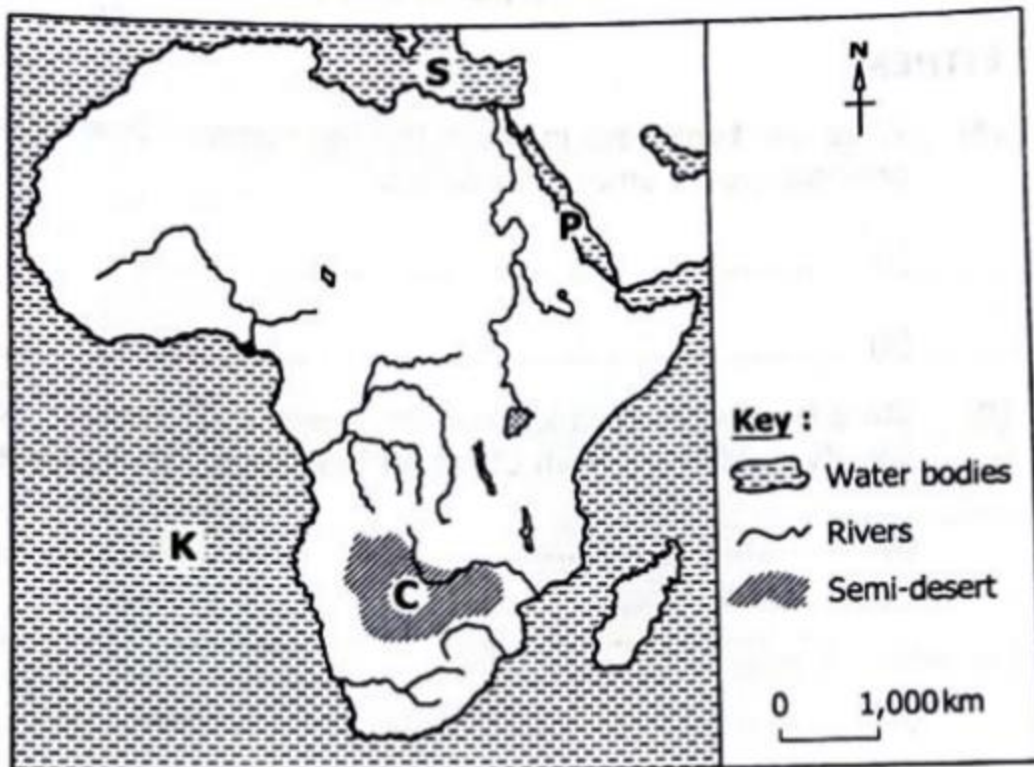 S
N
P
Key :
Water bodies
K
Rivers
C
Semi-desert
0 1,000km